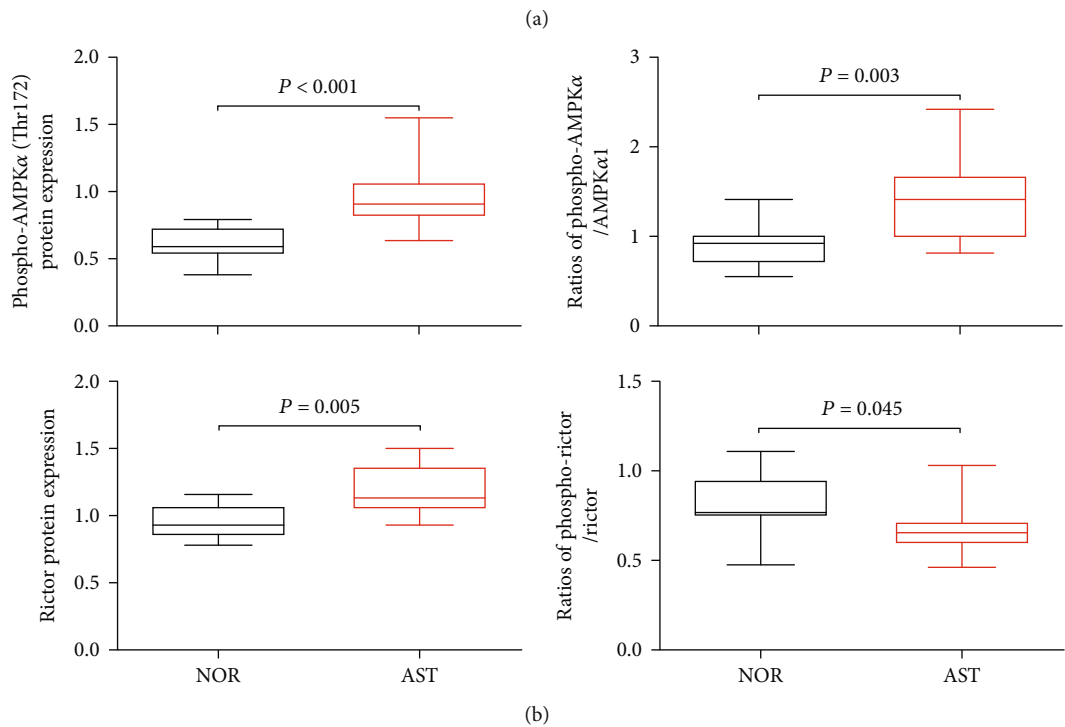 (a)
Phospho-AMPKα (Thr172)
protein expression
2.0
1.5
1.0
0.5
0.0
P < 0.001
Ratios of phospho-AMPKα
/AMPKα1
3
2
1
0
P = 0.003
Rictor protein expression
2.0
1.5
1.0
0.5
0.0
P = 0.005
NOR
AST
Ratios of phospho-rictor
/rictor
1.5
1.0
0.5
0.0
P = 0.045
NOR
AST
(b)